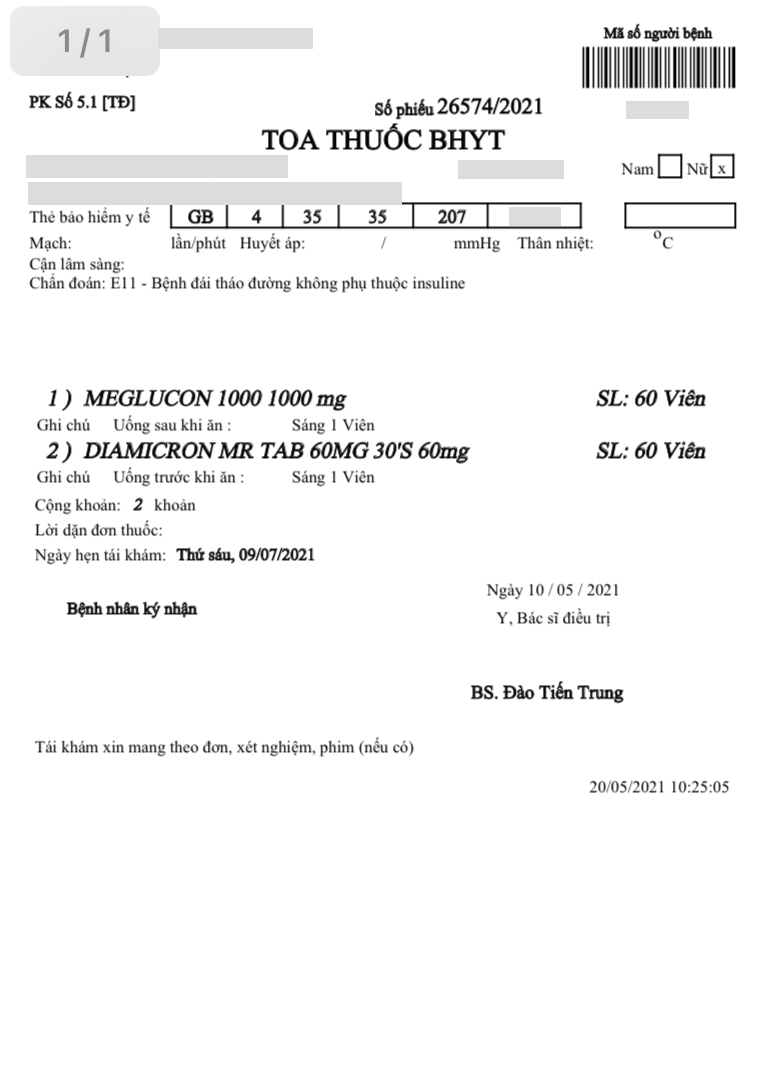 1/1
Mã số người bệnh
PK Số 5.1 [TĐ]
Số phiếu 26574/2021
TOA THUỐC BHYT
Nam Nữ x
Thẻ bảo hiểm y tế GB 4 35 35 207
Mạch: lần/phút Huyết áp: / mmHg Thân nhiệt: °C
Cận lâm sàng:
Chẩn đoán: E11 - Bệnh đái tháo đường không phụ thuộc insuline
1 ) MEGLUCON 1000 1000 mg SL: 60 Viên
Ghi chú Uống sau khi ăn : Sáng 1 Viên
2 ) DIAMICRON MR TAB 60MG 30'S 60mg SL: 60 Viên
Ghi chú Uống trước khi ăn : Sáng 1 Viên
Cộng khoản: 2 khoản
Lời dặn đơn thuốc:
Ngày hẹn tái khám: Thứ sáu, 09/07/2021
Ngày 10 / 05 / 2021
Bệnh nhân ký nhận
Y, Bác sĩ điều trị
BS. Đào Tiến Trung
Tái khám xin mang theo đơn, xét nghiệm, phim (nếu có)
20/05/2021 10:25:05